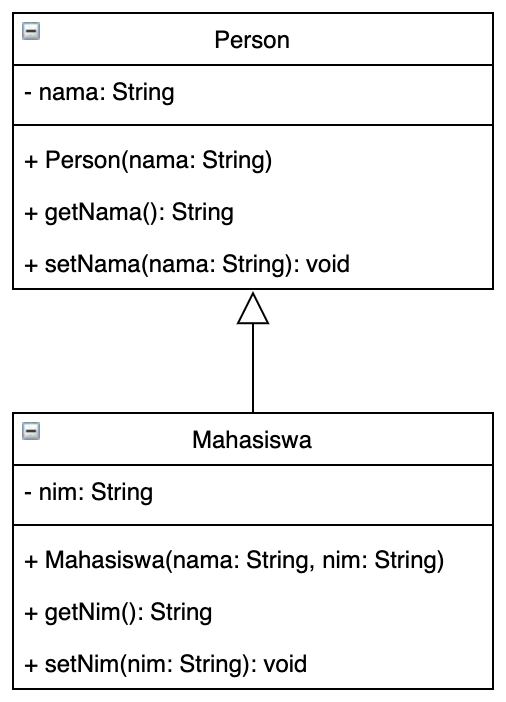 Person
- nama: String
+ Person(nama: String)
+ getNama(): String
+ setNama(nama: String): void
Mahasiswa
- nim: String
+ Mahasiswa(nama: String, nim: String)
+ getNim(): String
+ setNim(nim: String): void